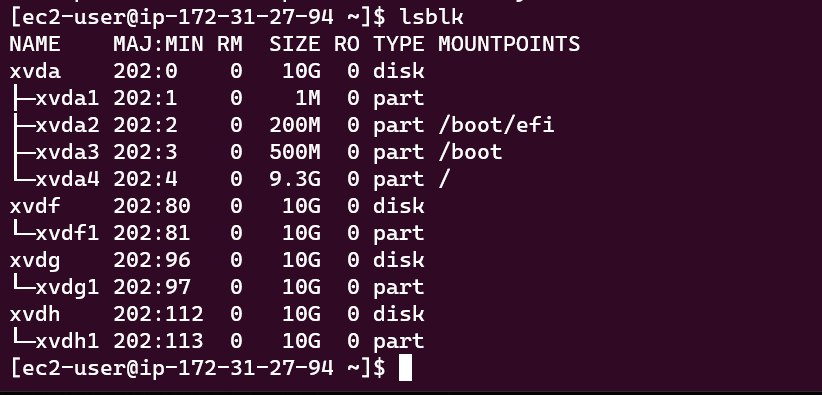 [ec2-user@ip-172-31-27-94 ~]$ lsblk
NAME    MAJ:MIN RM  SIZE RO TYPE MOUNTPOINTS
xvda    202:0    0   10G  0 disk
├─xvda1 202:1    0    1M  0 part
├─xvda2 202:2    0  200M  0 part /boot/efi
├─xvda3 202:3    0  500M  0 part /boot
└─xvda4 202:4    0  9.3G  0 part /
xvdf    202:80   0   10G  0 disk
└─xvdf1 202:81   0   10G  0 part
xvdg    202:96   0   10G  0 disk
└─xvdg1 202:97   0   10G  0 part
xvdh    202:112  0   10G  0 disk
└─xvdh1 202:113  0   10G  0 part
[ec2-user@ip-172-31-27-94 ~]$